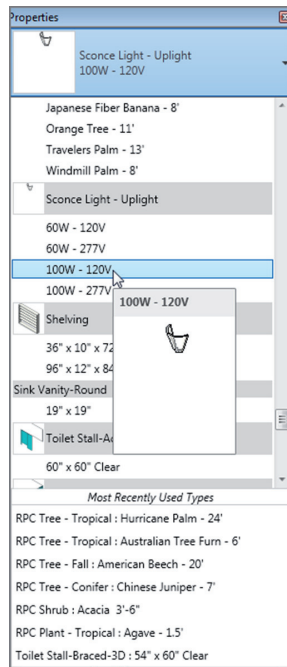 Properties
Sconce Light - Uplight
100W - 120V
Japanese Fiber Banana - 8'
Orange Tree - 11'
Travelers Palm - 13'
Windmill Palm - 8'
Sconce Light - Uplight
60W - 120V
60W - 277V
100W - 120V
100W - 277V
100W - 120V
Shelving
36" x 10" x 72
96" x 12" x 84
Sink Vanity-Round
19" x 19"
Toilet Stall-Ac
60" x 60" Clear
Most Recently Used Types
RPC Tree - Tropical : Hurricane Palm - 24'
RPC Tree - Tropical : Australian Tree Furn - 6'
RPC Tree - Fall : American Beech - 20'
RPC Tree - Conifer : Chinese Juniper - 7'
RPC Shrub : Acacia 3'-6"
RPC Plant - Tropical : Agave - 1.5'
Toilet Stall-Braced-3D : 54" x 60" Clear